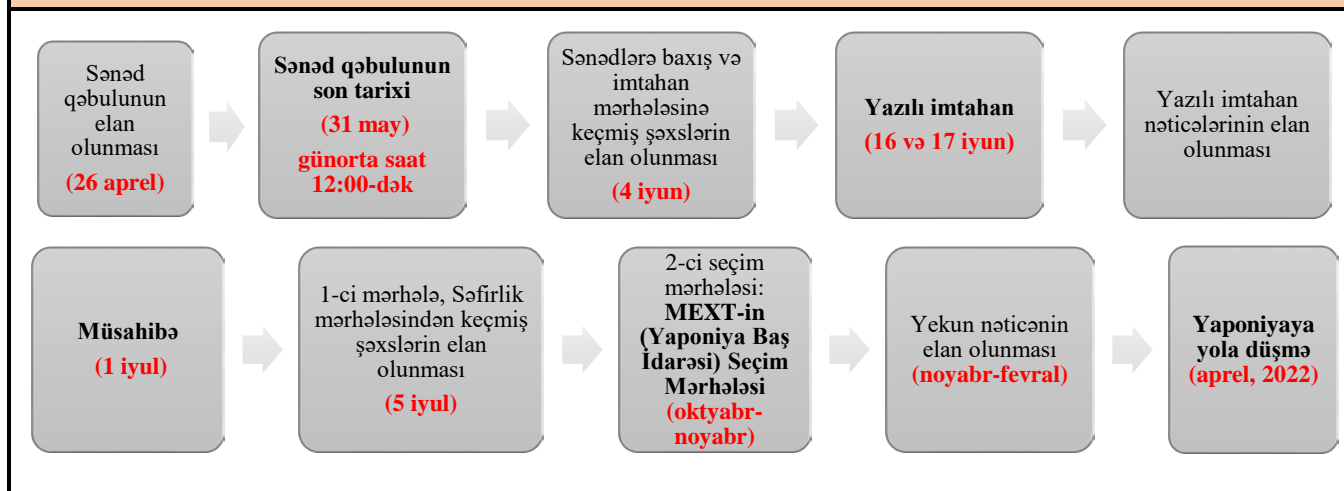 Sənəd
qəbulunun
elan
olunması
(26 aprel)
Sənəd qəbulunun
son tarixi
(31 may)
günorta saat
12:00-dək
Sənədlərə baxış və
imtahan
mərhələsinə
keçmiş şəxslərin
elan olunması
(4 iyun)
Yazılı imtahan
(16 və 17 iyun)
Yazılı imtahan
nəticələrinin elan
olunması
Müsahibə
(1 iyul)
1-ci mərhələ, Səfirlik
mərhələsindən keçmiş
şəxslərin elan
olunması
(5 iyul)
2-ci seçim
mərhələsi:
MEXT-in
(Yaponiya Baş
İdarəsi) Seçim
Mərhələsi
(oktyabr-
noyabr)
Yekun nəticənin
elan olunması
(noyabr-fevral)
Yaponiyaya
yola düşmə
(aprel, 2022)